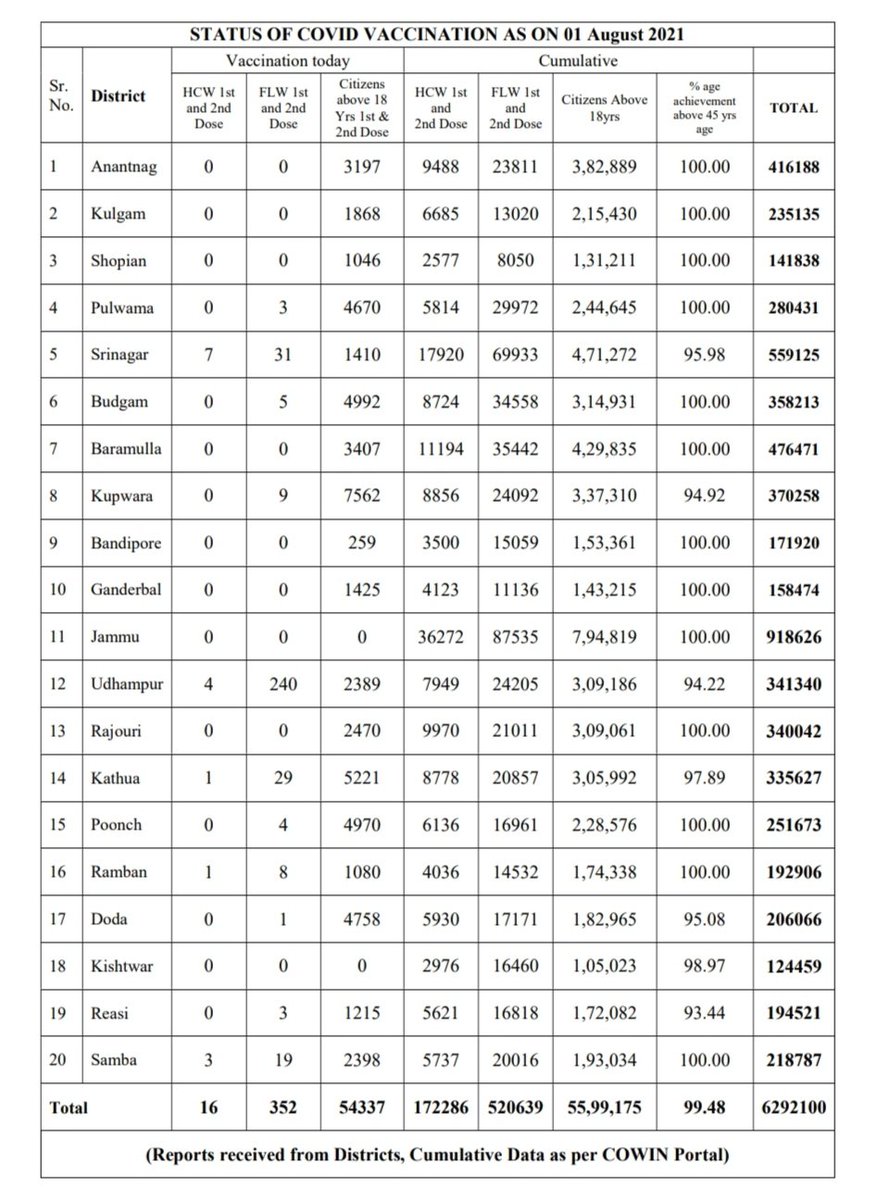 STATUS OF COVID VACCINATION AS ON 01 August 2021
Sr. No. District Vaccination today Cumulative
HCW 1st and 2nd Dose FLW 1st and 2nd Dose Citizens above 18 Yrs 1st & 2nd Dose HCW 1st and 2nd Dose FLW 1st and 2nd Dose Citizens Above 18yrs % age achievement above 45 yrs age TOTAL
1 Anantnag 0 0 3197 9488 23811 3,82,889 100.00 416188
2 Kulgam 0 0 1868 6685 13020 2,15,430 100.00 235135
3 Shopian 0 0 1046 2577 8050 1,31,211 100.00 141838
4 Pulwama 0 3 4670 5814 29972 2,44,645 100.00 280431
5 Srinagar 7 31 1410 17920 69933 4,71,272 95.98 559125
6 Budgam 0 5 4992 8724 34558 3,14,931 100.00 358213
7 Baramulla 0 0 3407 11194 35442 4,29,835 100.00 476471
8 Kupwara 0 9 7562 8856 24092 3,37,310 94.92 370258
9 Bandipore 0 0 259 3500 15059 1,53,361 100.00 171920
10 Ganderbal 0 0 1425 4123 11136 1,43,215 100.00 158474
11 Jammu 0 0 0 36272 87535 7,94,819 100.00 918626
12 Udhampur 4 240 2389 7949 24205 3,09,186 94.22 341340
13 Rajouri 0 0 2470 9970 21011 3,09,061 100.00 340042
14 Kathua 1 29 5221 8778 20857 3,05,992 97.89 335627
15 Poonch 0 4 4970 6136 16961 2,28,576 100.00 251673
16 Ramban 1 8 1080 4036 14532 1,74,338 100.00 192906
17 Doda 0 1 4758 5930 17171 1,82,965 95.08 206066
18 Kishtwar 0 0 0 2976 16460 1,05,023 98.97 124459
19 Reasi 0 3 1215 5621 16818 1,72,082 93.44 194521
20 Samba 3 19 2398 5737 20016 1,93,034 100.00 218787
Total 16 352 54337 172286 520639 55,99,175 99.48 6292100
(Reports received from Districts, Cumulative Data as per COWIN Portal)